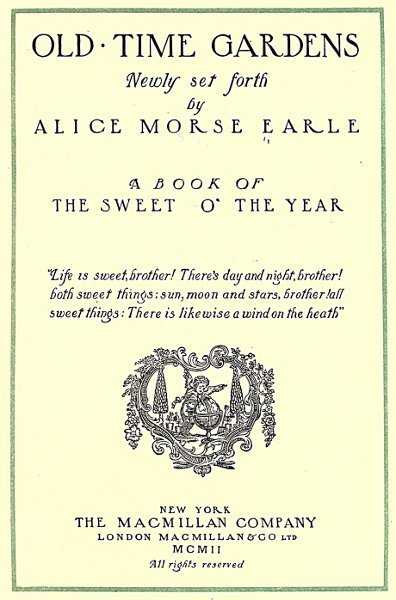 OLD · TIME GARDENS
Newly set forth
by
ALICE MORSE EARLE
A BOOK OF
THE SWEET O' THE YEAR
"Life is sweet, brother! There's day and night, brother!
both sweet things: sun, moon and stars, brother! all
sweet things: There is likewise a wind on the heath"
NEW YORK
THE MACMILLAN COMPANY
LONDON MACMILLAN & CO LTD
MCMII
All rights reserved